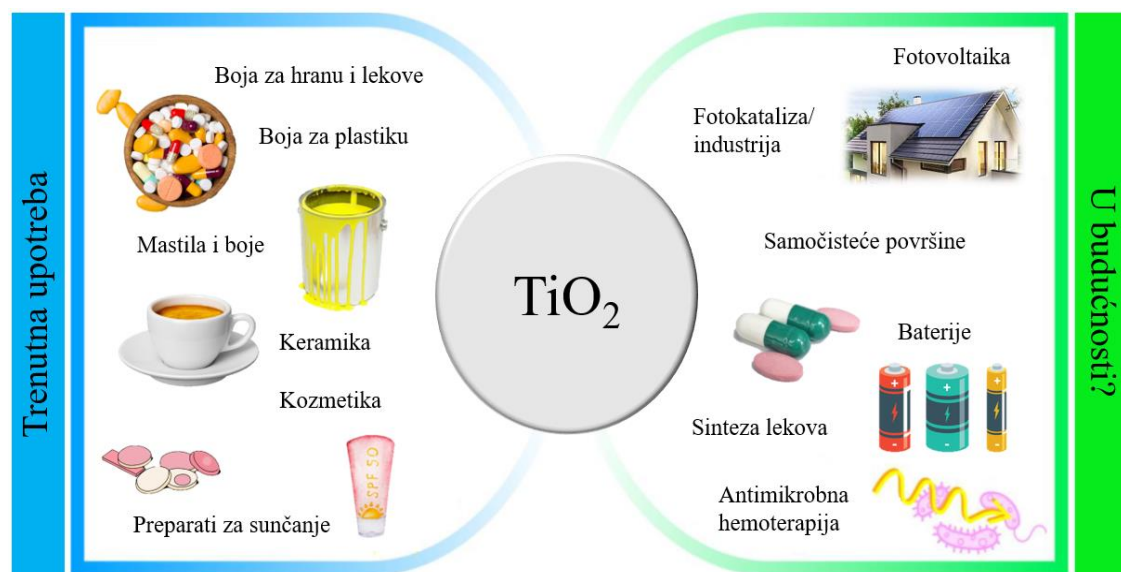 Trenutna upotreba
Boja za hranu i lekove
Boja za plastiku
Mastila i boje
Keramika
Kozmetika
SPF 50
Preparati za sunčanje
TiO₂
Fotovoltaika
Fotokataliza/
industrija
Samočisteće površine
Baterije
Sinteza lekova
Antimikrobna
hemoterapija
U budućnosti?